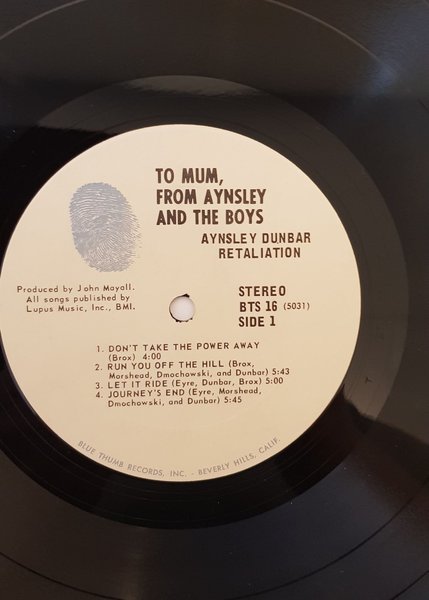 TO MUM,
FROM AYNSLEY
AND THE BOYS
AYNSLEY DUNBAR
RETALIATION
Produced by John Mayall.
All songs published by
Lupus Music, Inc., BMI.
STEREO
BTS 16 (5031)
SIDE 1
1. DON'T TAKE THE POWER AWAY
(Brox) 4:00
2. RUN YOU OFF THE HILL (Brox,
Morshead, Dmochowski, and Dunbar) 5:43
3. LET IT RIDE (Eyre, Dunbar, Brox) 5:00
4. JOURNEY'S END (Eyre, Morshead,
Dmochowski, and Dunbar) 5:45
BLUE THUMB RECORDS, INC. - BEVERLY HILLS, CALIF.